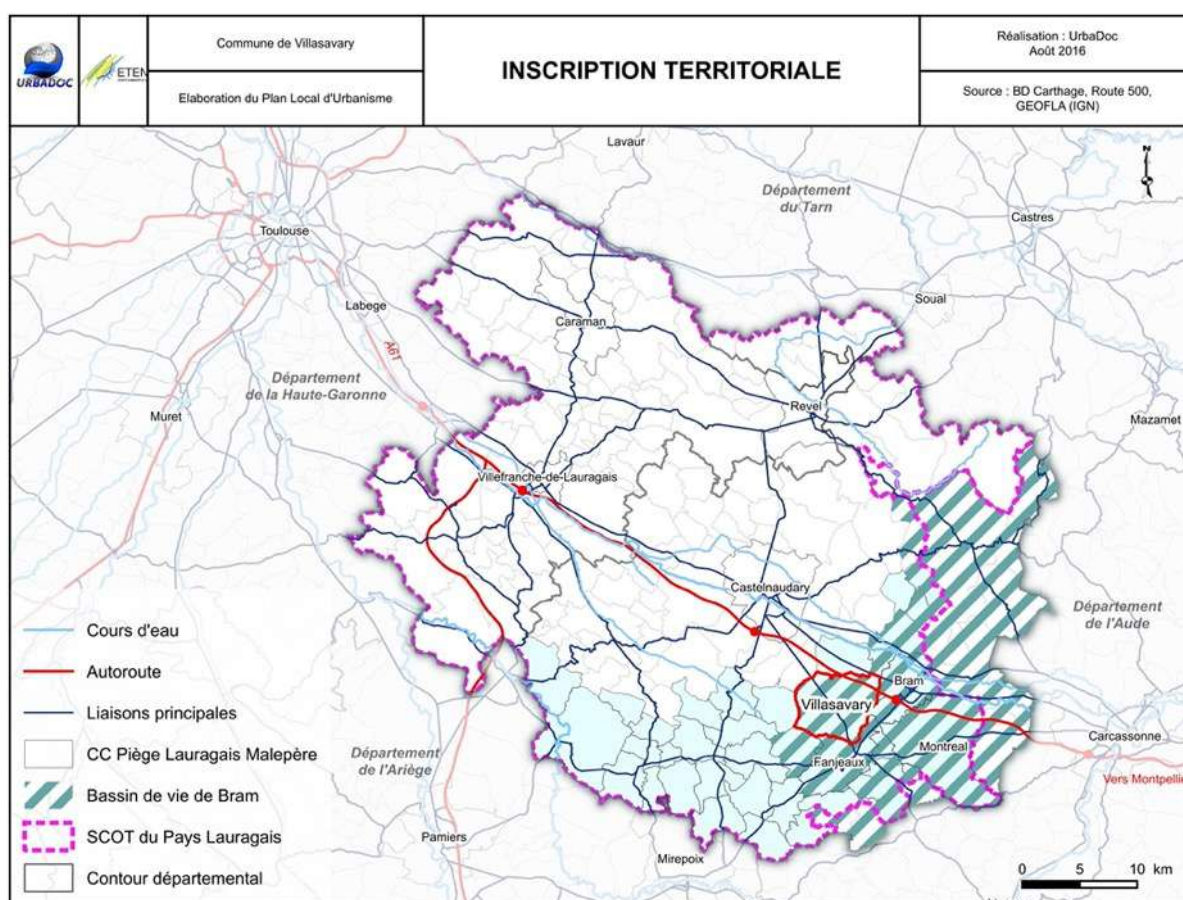 URBADOC
ETEN
Commune de Villasavary
Elaboration du Plan Local d'Urbanisme
INSCRIPTION TERRITORIALE
Réalisation : UrbaDoc
Août 2016
Source : BD Carthage, Route 500,
GEOFLA (IGN)
Lavaur
N
Département
du Tarn
Castres
Toulouse
Labege
Soual
Caraman
A61
Département
de la Haute-Garonne
Muret
Revel
Mazamet
Villefranche-de-Lauragais
Castelnaudary
Département
de l'Aude
Cours d'eau
Autoroute
Liaisons principales
CC Piège Lauragais Malepère
Bassin de vie de Bram
SCOT du Pays Lauragais
Contour départemental
Bram
Villasavary
Carcassonne
Montreal
Fanjeaux
Vers Montpellie
Département
de l'Ariège
Pamiers
Mirepoix
0 5 10 km